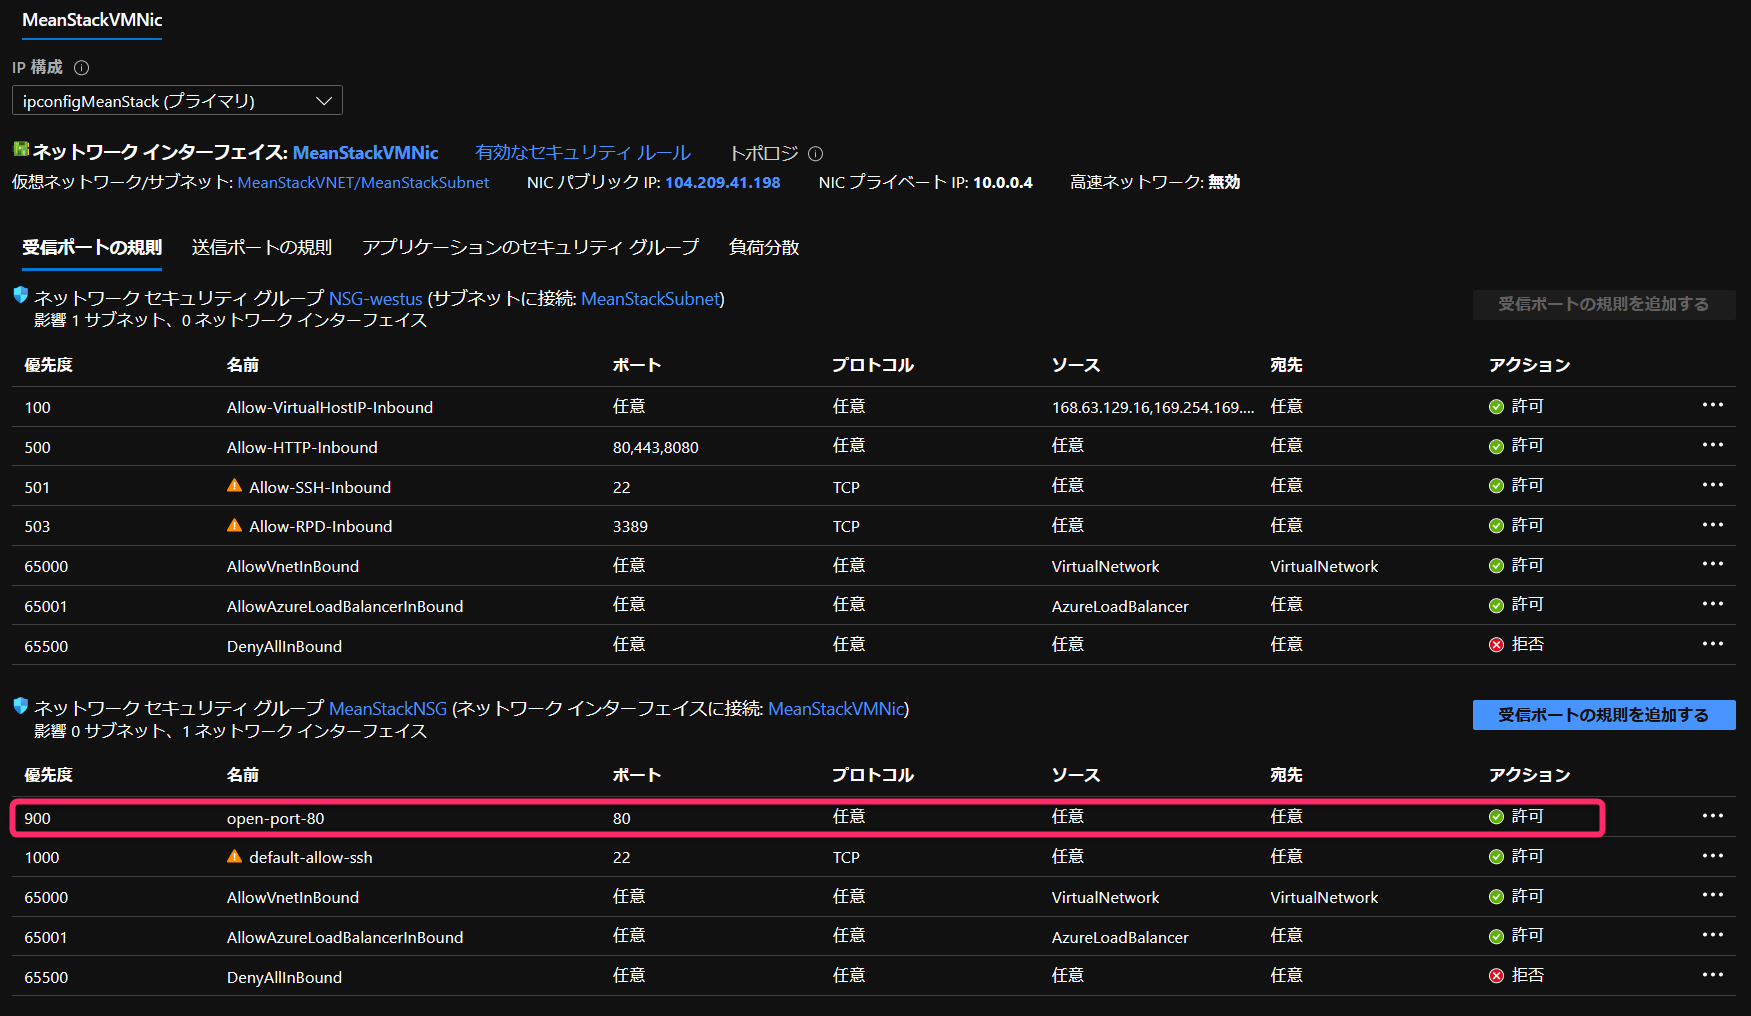 MeanStackVMNic
IP 構成
ipconfigMeanStack (プライマリ)
ネットワーク インターフェイス: MeanStackVMNic 有効なセキュリティ ルール トポロジ
仮想ネットワーク/サブネット: MeanStackVNET/MeanStackSubnet NIC パブリック IP: 104.209.41.198 NIC プライベート IP: 10.0.0.4 高速ネットワーク: 無効
受信ポートの規則 送信ポートの規則 アプリケーションのセキュリティ グループ 負荷分散
ネットワーク セキュリティ グループ NSG-westus (サブネットに接続: MeanStackSubnet)
影響 1 サブネット、0 ネットワーク インターフェイス
受信ポートの規則を追加する
優先度 名前 ポート プロトコル ソース 宛先 アクション
100 Allow-VirtualHostIP-Inbound 任意 任意 168.63.129.16,169.254.169.... 任意 許可
500 Allow-HTTP-Inbound 80,443,8080 任意 任意 任意 許可
501 Allow-SSH-Inbound 22 TCP 任意 任意 許可
503 Allow-RPD-Inbound 3389 TCP 任意 任意 許可
65000 AllowVnetInBound 任意 任意 VirtualNetwork VirtualNetwork 許可
65001 AllowAzureLoadBalancerInBound 任意 任意 AzureLoadBalancer 任意 許可
65500 DenyAllInBound 任意 任意 任意 任意 拒否
ネットワーク セキュリティ グループ MeanStackNSG (ネットワーク インターフェイスに接続: MeanStackVMNic)
影響 0 サブネット、1 ネットワーク インターフェイス
受信ポートの規則を追加する
優先度 名前 ポート プロトコル ソース 宛先 アクション
900 open-port-80 80 任意 任意 任意 許可
1000 default-allow-ssh 22 TCP 任意 任意 許可
65000 AllowVnetInBound 任意 任意 VirtualNetwork VirtualNetwork 許可
65001 AllowAzureLoadBalancerInBound 任意 任意 AzureLoadBalancer 任意 許可
65500 DenyAllInBound 任意 任意 任意 任意 拒否